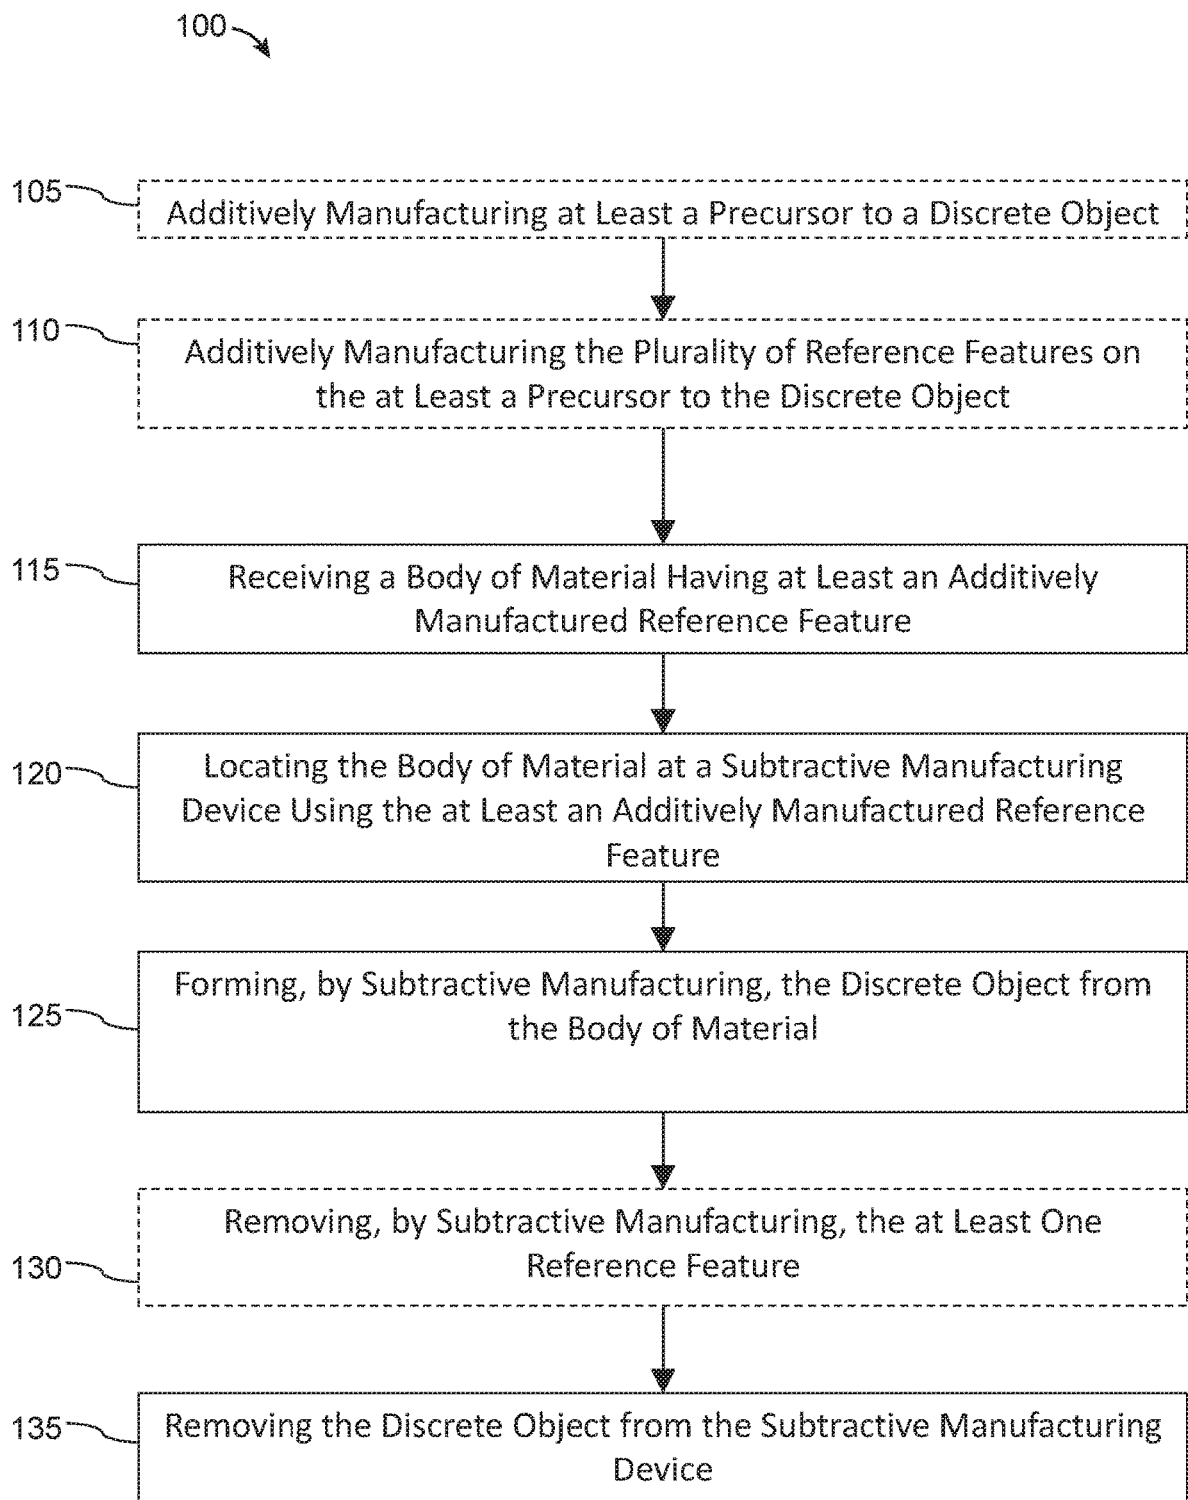 100
105
Additively Manufacturing at Least a Precursor to a Discrete Object
110
Additively Manufacturing the Plurality of Reference Features on
the at Least a Precursor to the Discrete Object
115
Receiving a Body of Material Having at Least an Additively
Manufactured Reference Feature
120
Locating the Body of Material at a Subtractive Manufacturing
Device Using the at Least an Additively Manufactured Reference
Feature
125
Forming, by Subtractive Manufacturing, the Discrete Object from
the Body of Material
130
Removing, by Subtractive Manufacturing, the at Least One
Reference Feature
135
Removing the Discrete Object from the Subtractive Manufacturing
Device